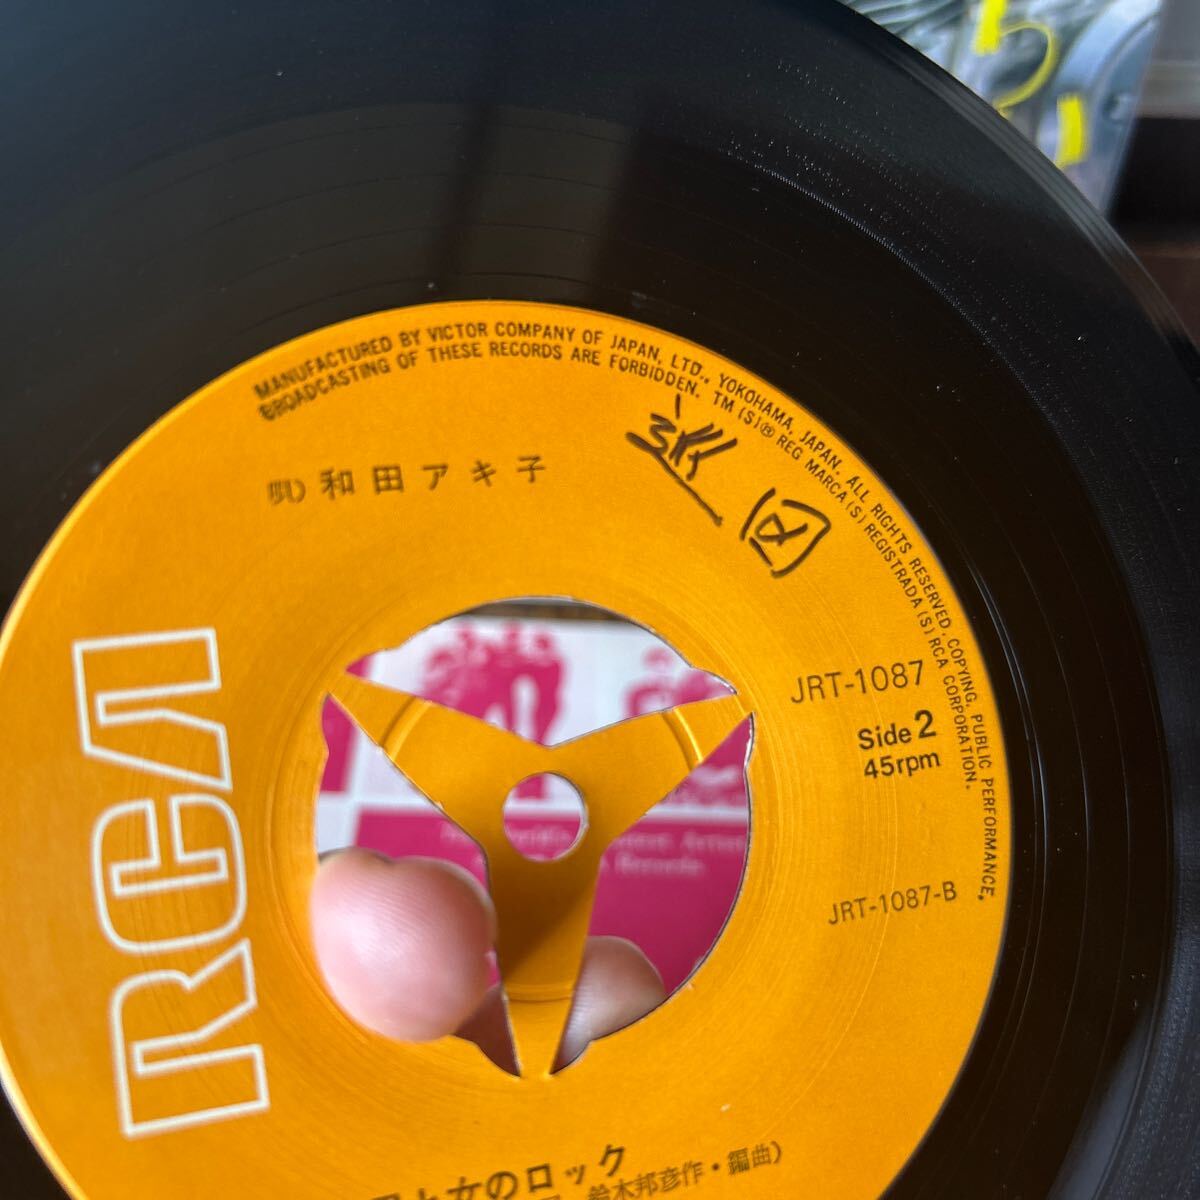 MANUFACTURED BY VICTOR COMPANY OF JAPAN, LTD., YOKOHAMA, JAPAN. ALL RIGHTS RESERVED. COPYING, PUBLIC PERFORMANCE,
BROADCASTING OF THESE RECORDS ARE FORBIDDEN. TM(S)® REG MARCA(S) REGISTRADA(S) RCA CORPORATION.
和田アキ子
JRT-1087
Side 2
45rpm
RCA
JRT-1087-B
女のロック
鈴木邦彦作・編曲)
Records.